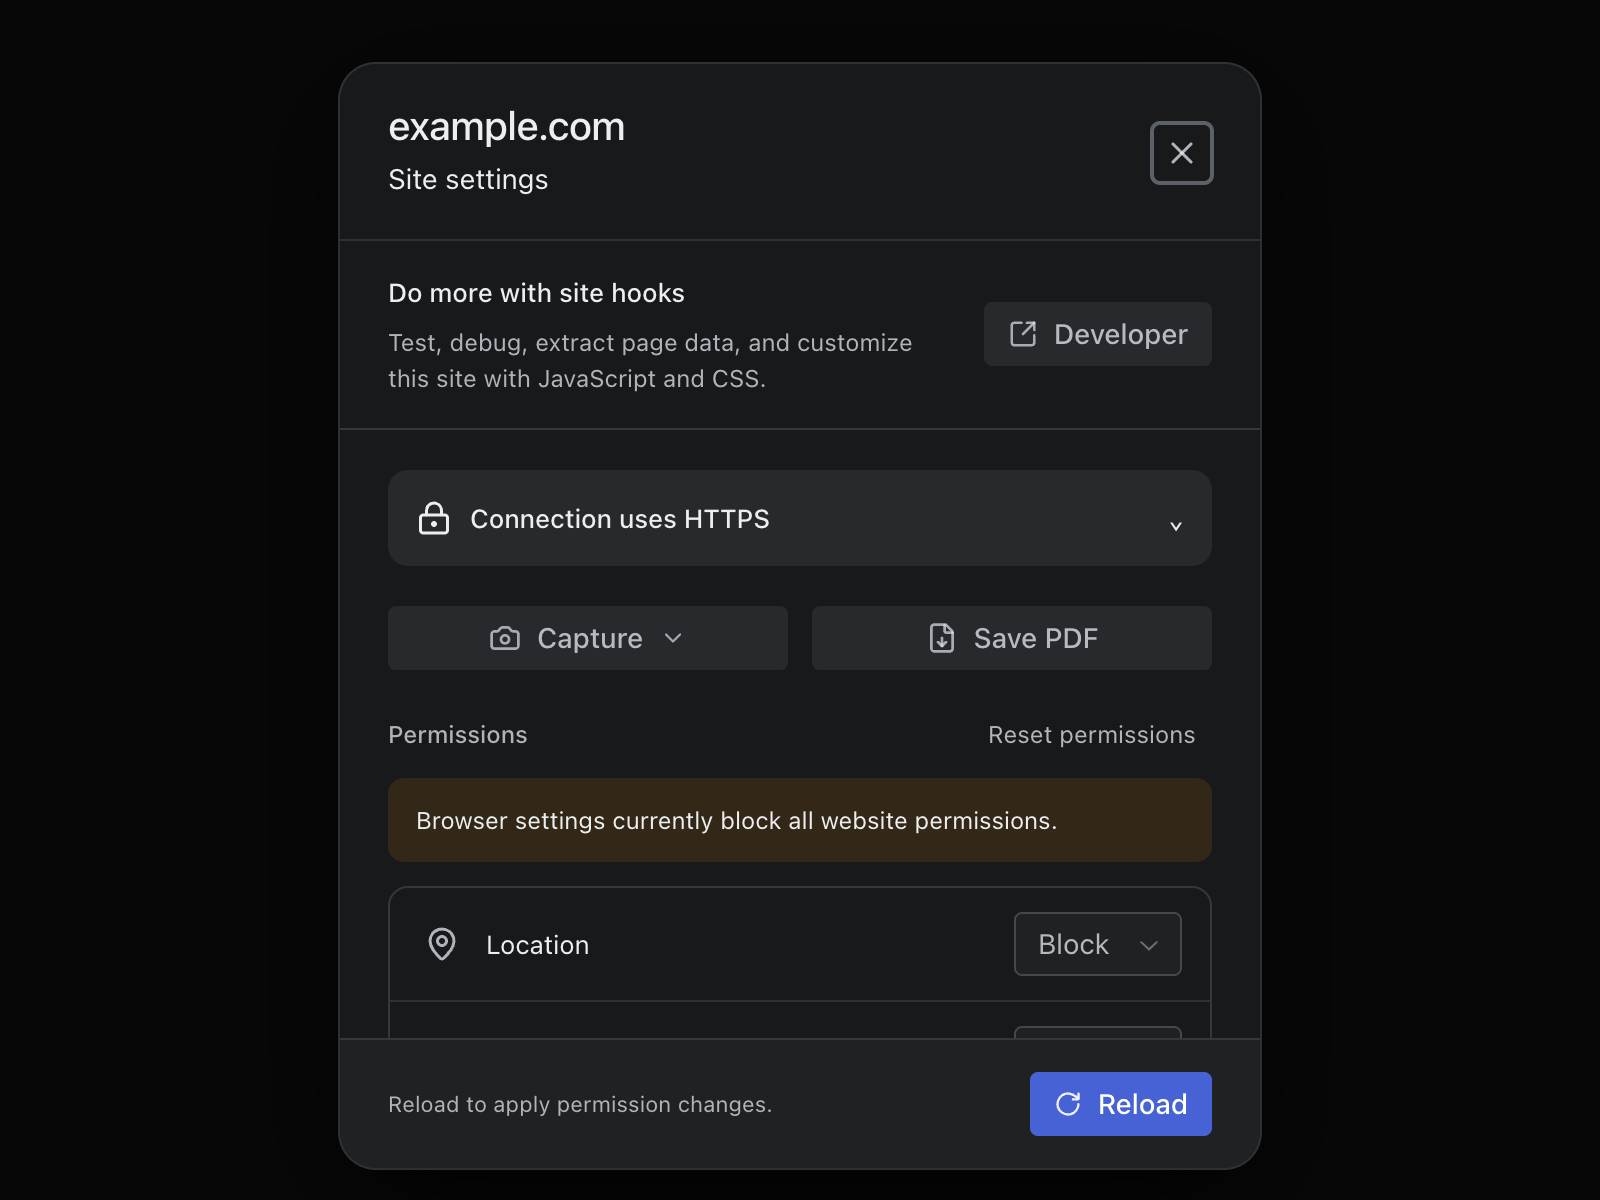 example.com
Site settings
Do more with site hooks
Test, debug, extract page data, and customize
this site with JavaScript and CSS.
Developer
Connection uses HTTPS
Capture
Save PDF
Permissions
Reset permissions
Browser settings currently block all website permissions.
Location
Block
Reload to apply permission changes.
Reload